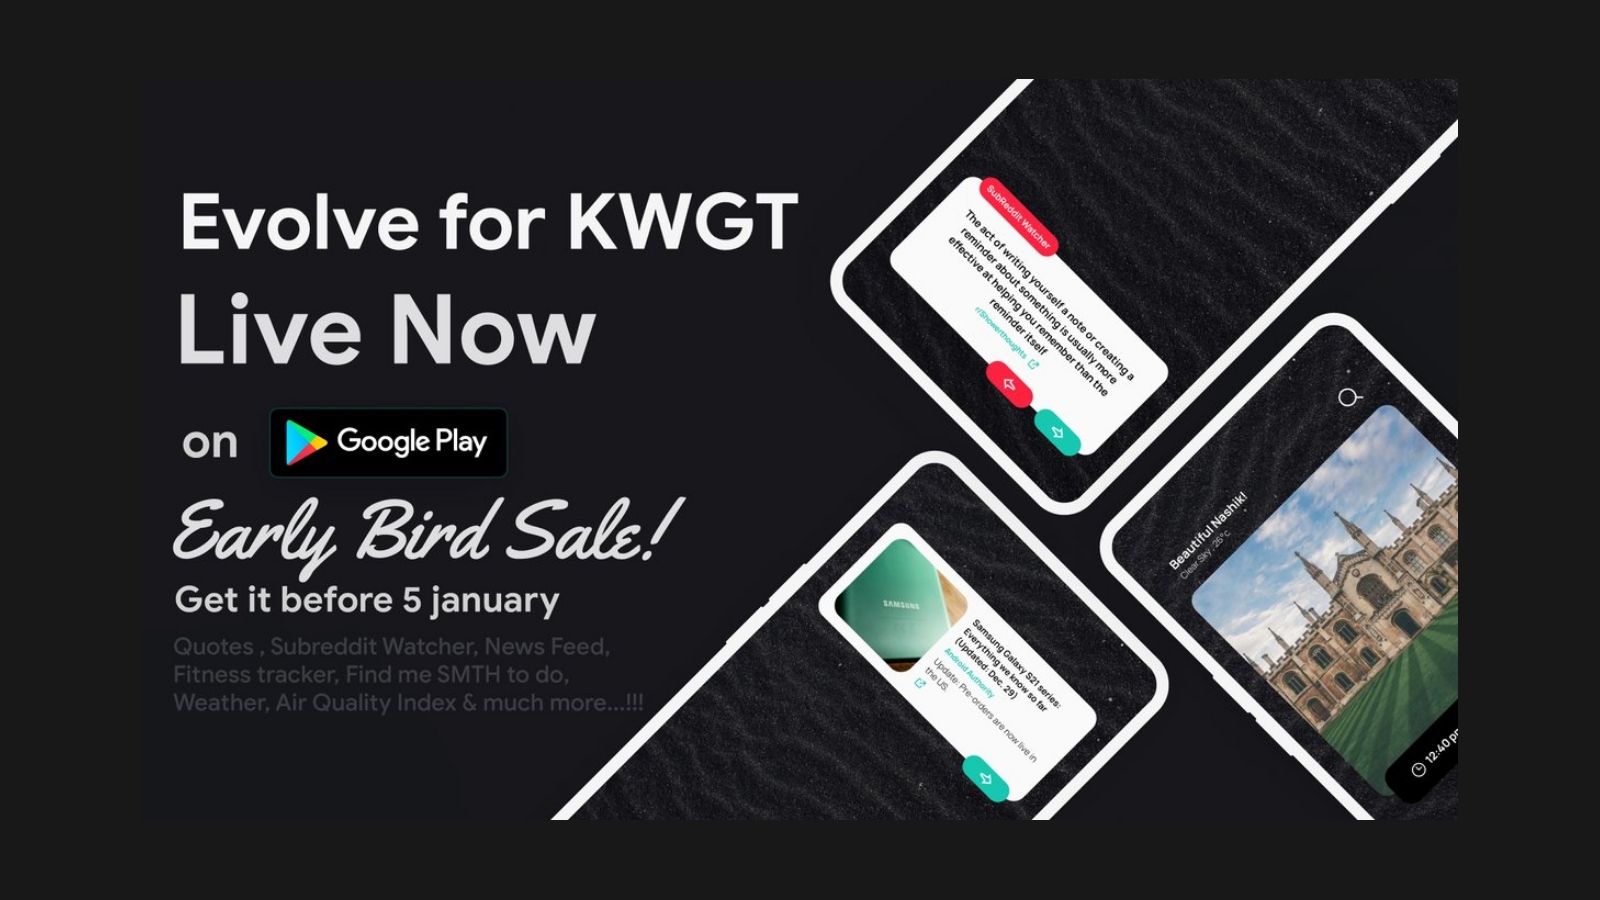 Evolve for KWGT
Live Now
on
Google Play
Early Bird Sale!
Get it before 5 january
Quotes , Subreddit Watcher, News Feed,
Fitness tracker, Find me SMTH to do,
Weather, Air Quality Index & much more...!!!
SubReddit Watcher
The act of writing yourself a note or creating a
reminder about something is usually more
effective at helping you remember than the
reminder itself
r/Showerthoughts
SAMSUNG
Samsung Galaxy S21 series:
Everything we know so far
(Updated: Dec. 29)
Android Authority
Update: Pre-orders are now live in
the US.
Beautiful Nashik!
Clear Sky · 26°c
12:40 pm